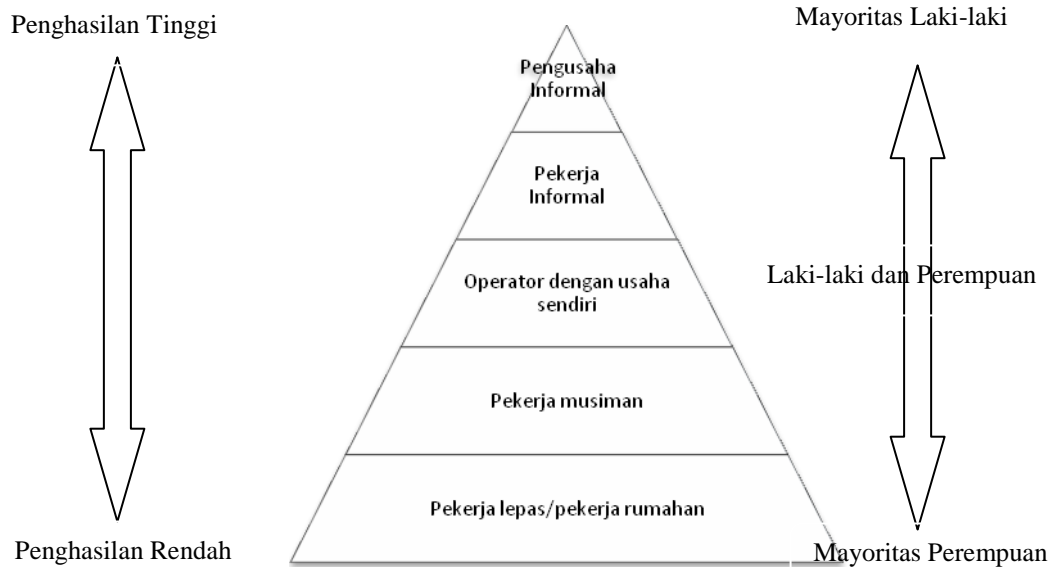 Penghasilan Tinggi
Mayoritas Laki-laki
Pengusaha
Informal
Pekerja
Informal
Operator dengan usaha
sendiri
Laki-laki dan Perempuan
Pekerja musiman
Pekerja lepas/pekerja rumahan
Penghasilan Rendah
Mayoritas Perempuan